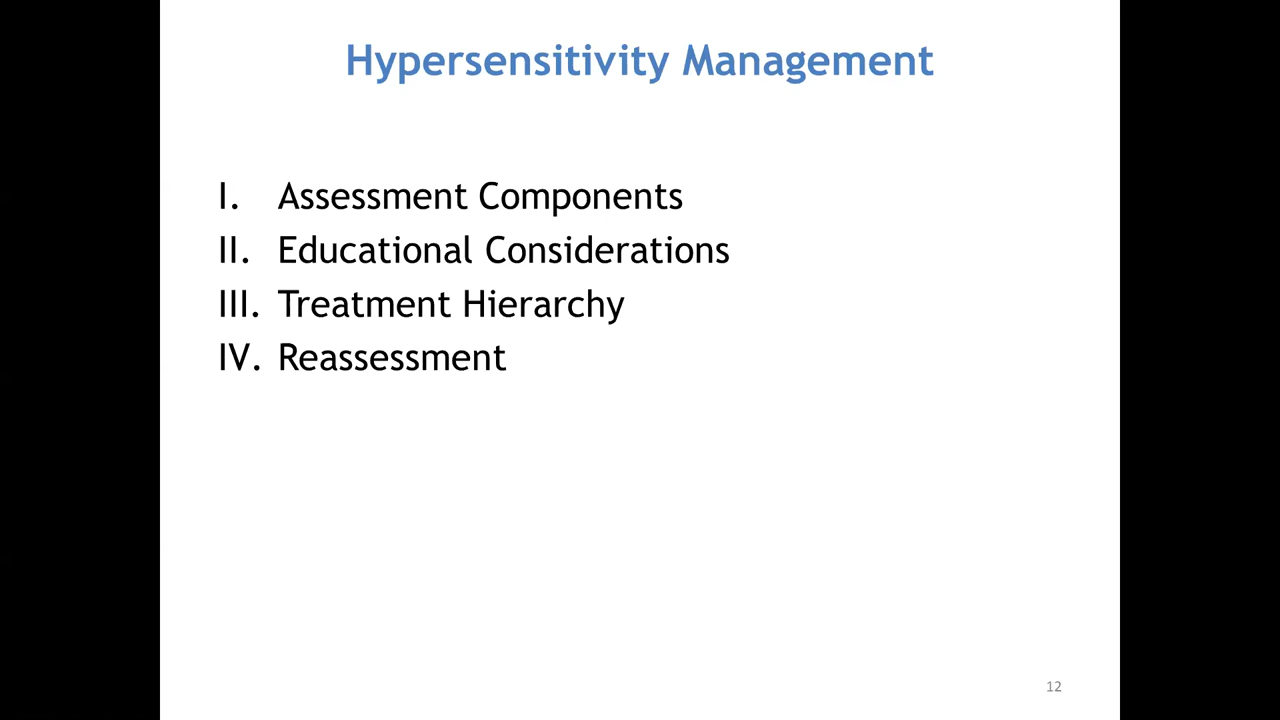 Hypersensitivity Management
I. Assessment Components
II. Educational Considerations
III. Treatment Hierarchy
IV. Reassessment
12